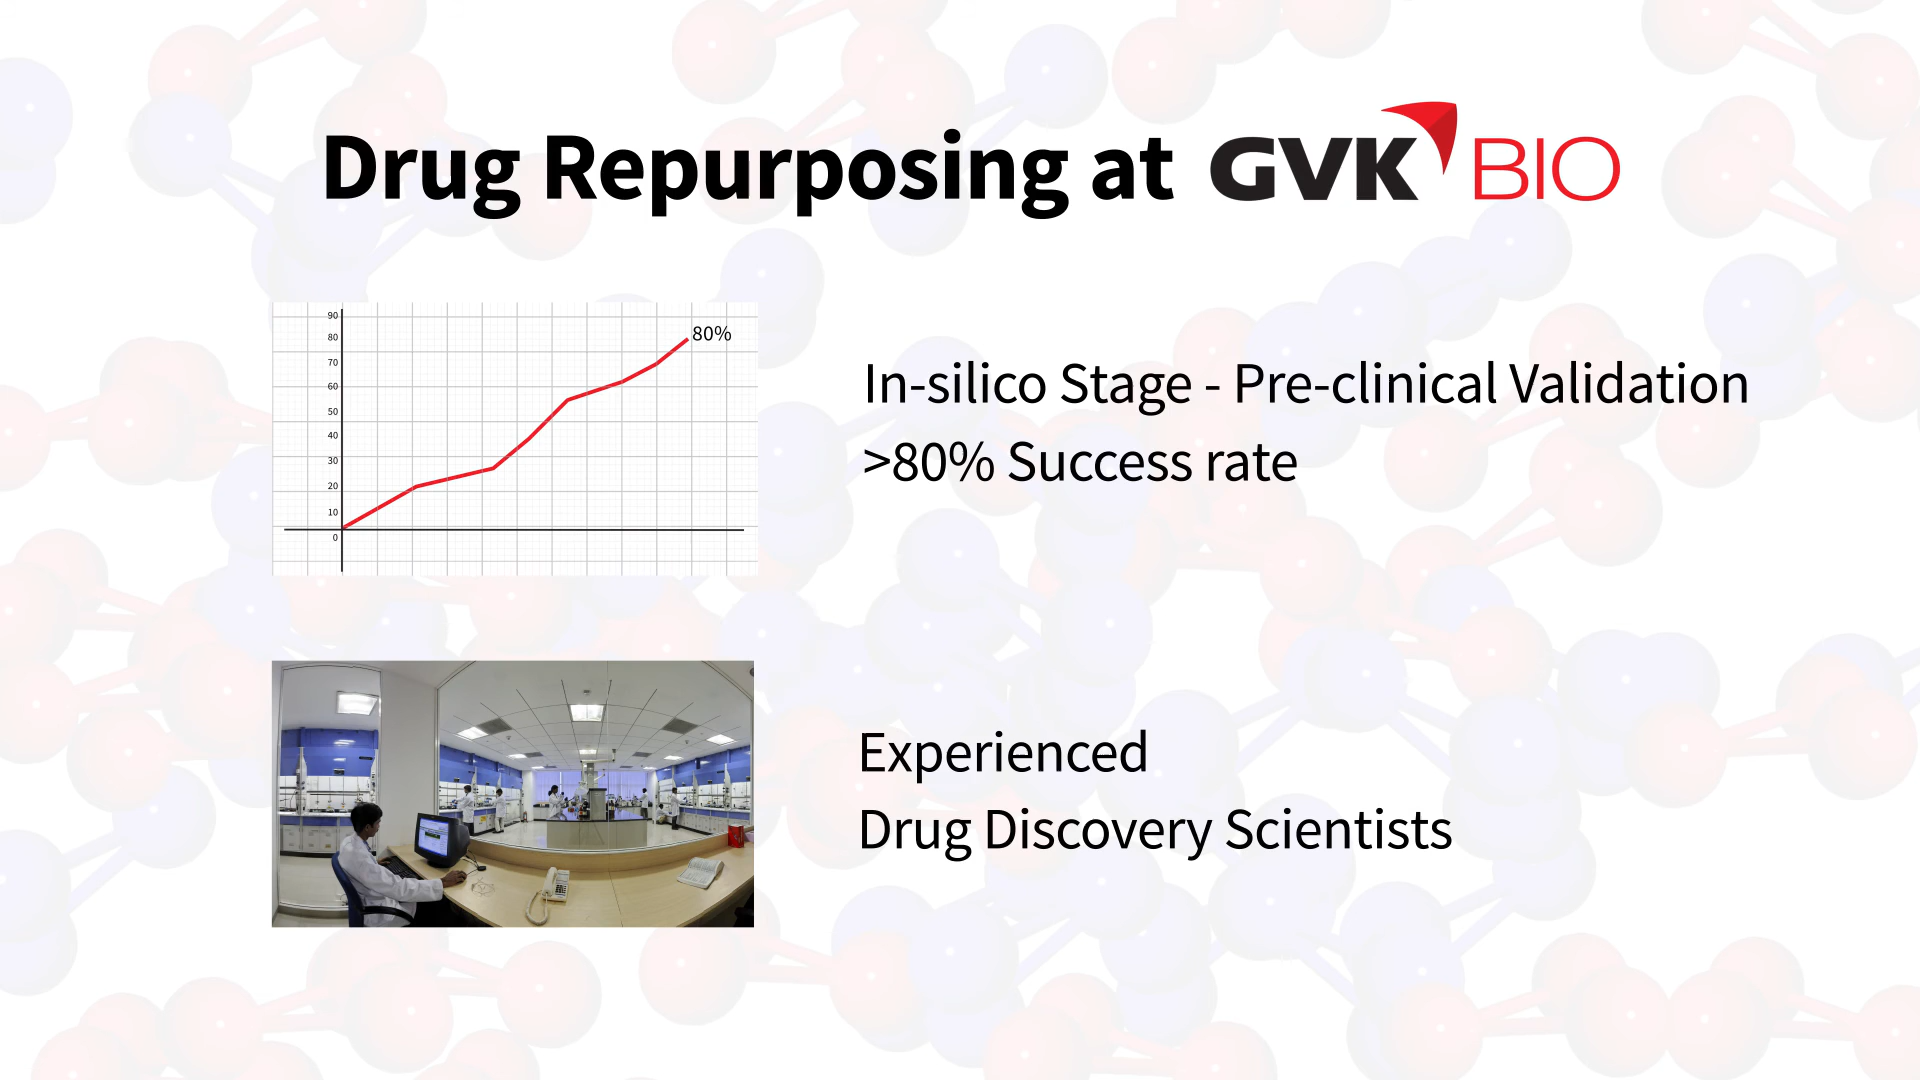 Drug Repurposing at GVK BIO
90
80
70
60
50
40
30
20
10
0
80%
In-silico Stage - Pre-clinical Validation
>80% Success rate
Experienced
Drug Discovery Scientists